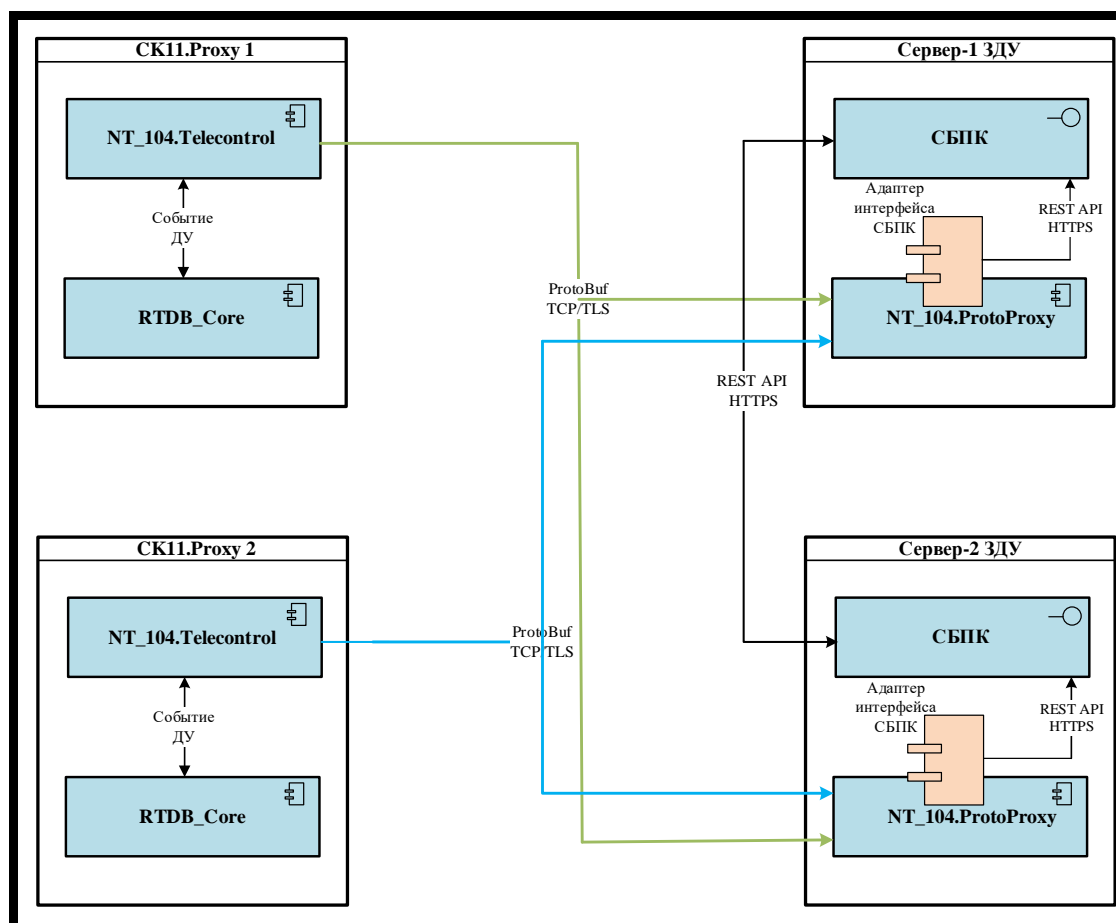 СК11.Proxy 1
NT_104.Telecontrol
Событие
ДУ
RTDB_Core
Сервер-1 ЗДУ
СБПК
Адаптер
интерфейса
СБПК
REST API
HTTPS
NT_104.ProtoProxy
ProtoBuf
TCP/TLS
REST API
HTTPS
СК11.Proxy 2
NT_104.Telecontrol
Событие
ДУ
RTDB_Core
ProtoBuf
TCP/TLS
Сервер-2 ЗДУ
СБПК
Адаптер
интерфейса
СБПК
REST API
HTTPS
NT_104.ProtoProxy